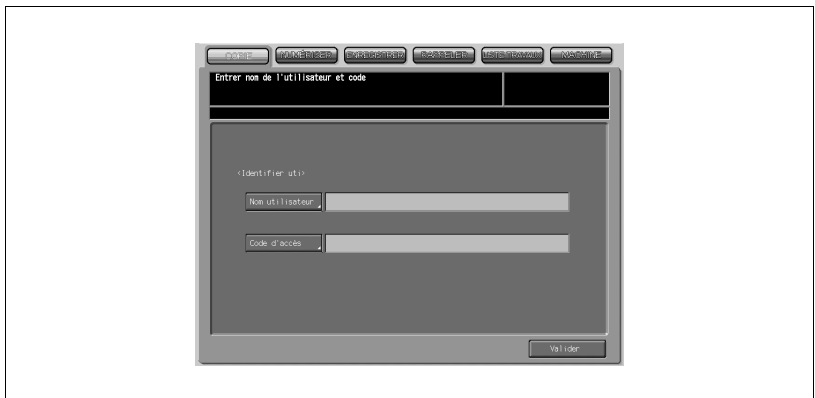 COPIE NUMÉRISER ENREGISTRER RAPPELER LISTE TRAVAUX MACHINE
Entrer nom de l'utilisateur et code
<Identifier uti>
Nom utilisateur
Code d'accès
Valider